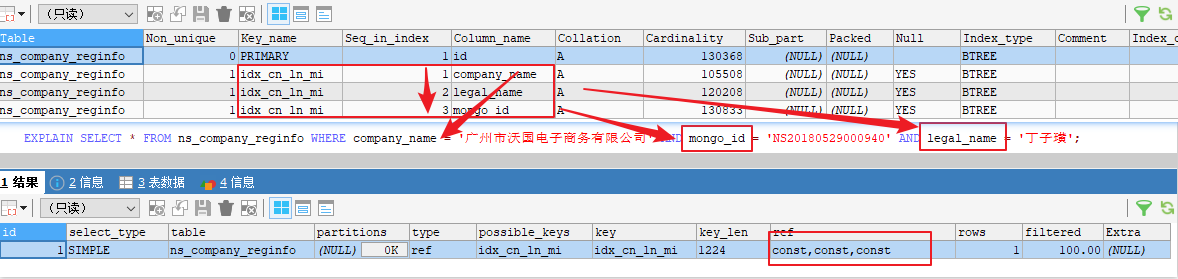 （只读）
Table Non_unique Key_name Seq_in_index Column_name Collation Cardinality Sub_part Packed Null Index_type Comment Index_c
ns_company_reginfo 0 PRIMARY 1 id A 130368 (NULL) (NULL) BTREE
ns_company_reginfo 1 idx_cn_ln_mi 1 company_name A 105508 (NULL) (NULL) YES BTREE
ns_company_reginfo 1 idx_cn_ln_mi 2 legal_name A 120208 (NULL) (NULL) YES BTREE
ns_company_reginfo 1 idx_cn_ln_mi 3 mongo_id A 130833 (NULL) (NULL) YES BTREE
EXPLAIN SELECT * FROM ns_company_reginfo WHERE company_name = '广州市沃国电子商务有限公司' AND mongo_id = 'NS20180529000940' AND legal_name = '丁子璜';
1 结果 2 信息 3 表数据 4 信息
（只读）
id select_type table partitions type possible_keys key key_len ref rows filtered Extra
1 SIMPLE ns_company_reginfo (NULL) 0K ref idx_cn_ln_mi idx_cn_ln_mi 1224 const,const,const 1 100.00 (NULL)